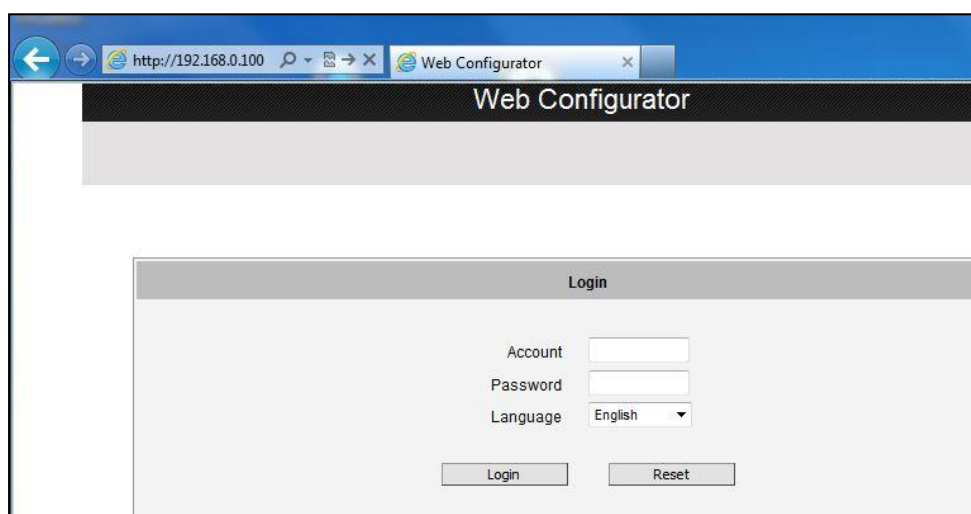 http://192.168.0.100 Web Configurator
Web Configurator
Login
Account
Password
Language English
Login Reset